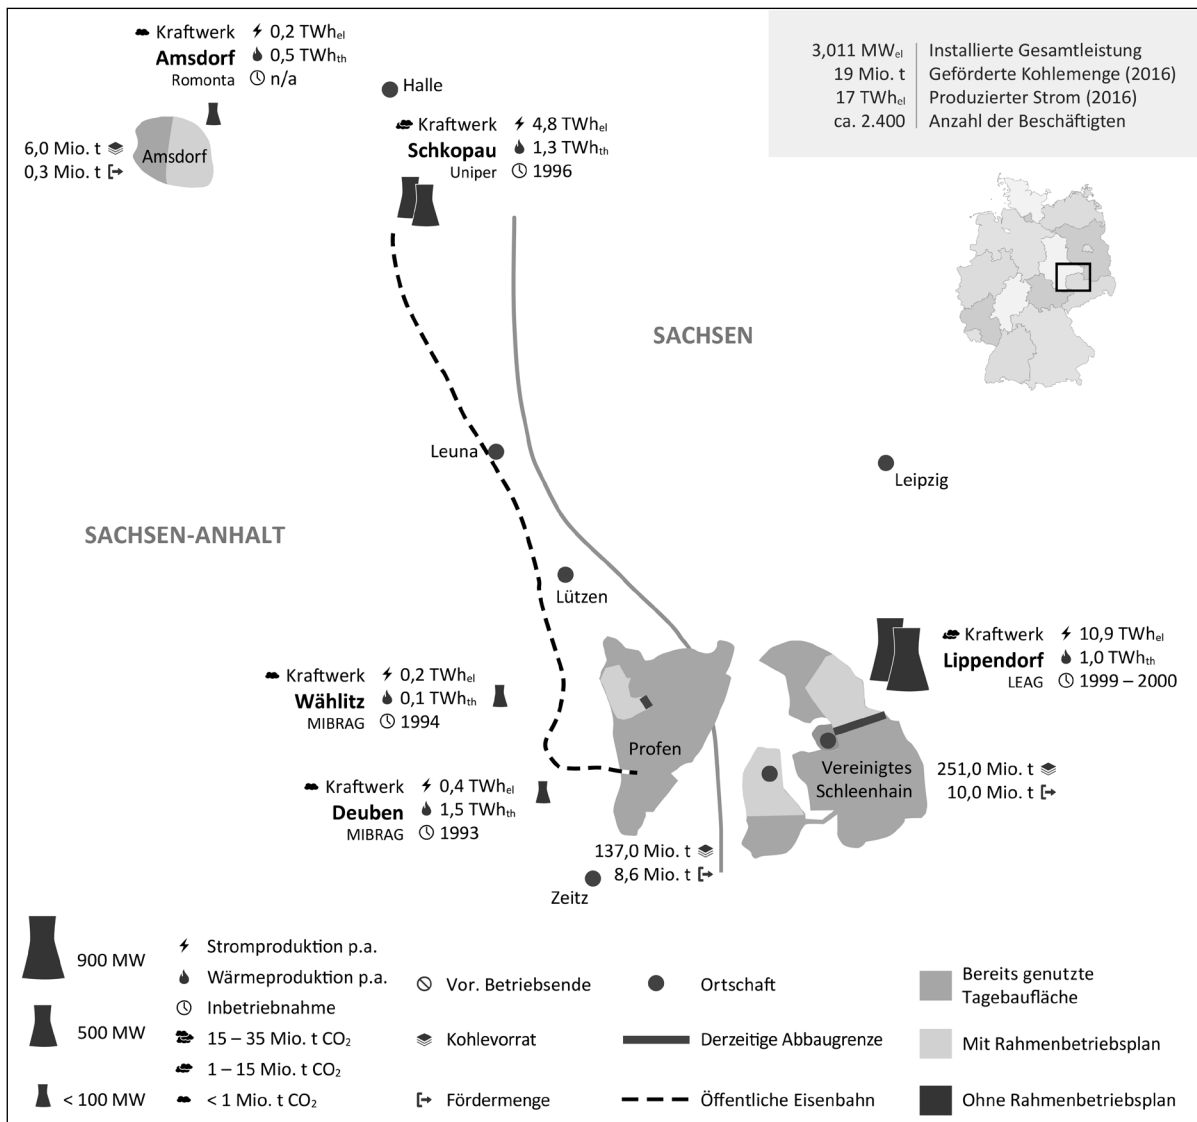 Kraftwerk 0,2 TWhel
Amsdorf 0,5 TWhth
Romonta n/a
Halle
6,0 Mio. t
0,3 Mio. t
Amsdorf
Kraftwerk 4,8 TWhel
Schkopau 1,3 TWhth
Uniper 1996
3,011 MWel Installierte Gesamtleistung
19 Mio. t Geförderte Kohlemenge (2016)
17 TWhel Produzierter Strom (2016)
ca. 2.400 Anzahl der Beschäftigten
SACHSEN
Leuna
Leipzig
SACHSEN-ANHALT
Lützen
Kraftwerk 10,9 TWhel
Lippendorf 1,0 TWhth
LEAG 1999 – 2000
Kraftwerk 0,2 TWhel
Wählitz 0,1 TWhth
MIBRAG 1994
Profen
Vereinigtes
Schleenhain
251,0 Mio. t
10,0 Mio. t
Kraftwerk 0,4 TWhel
Deuben 1,5 TWhth
MIBRAG 1993
137,0 Mio. t
8,6 Mio. t
Zeitz
900 MW
500 MW
< 100 MW
Stromproduktion p.a.
Wärmeproduktion p.a.
Inbetriebnahme
15 – 35 Mio. t CO2
1 – 15 Mio. t CO2
< 1 Mio. t CO2
Vor. Betriebsende
Kohlevorrat
Fördermenge
Ortschaft
Derzeitige Abbaugrenze
Öffentliche Eisenbahn
Bereits genutzte
Tagebaufläche
Mit Rahmenbetriebsplan
Ohne Rahmenbetriebsplan